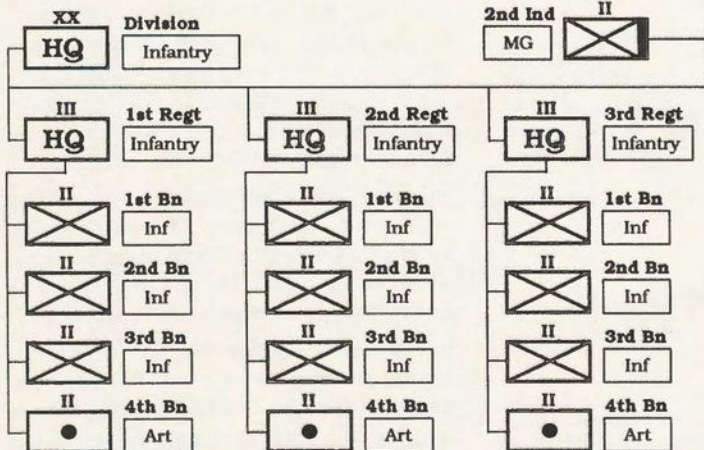 XX Division 2nd Ind II
HQ Infantry MG
III 1st Regt III 2nd Regt III 3rd Regt
HQ Infantry HQ Infantry HQ Infantry
II 1st Bn II 1st Bn II 1st Bn
Inf Inf Inf
II 2nd Bn II 2nd Bn II 2nd Bn
Inf Inf Inf
II 3rd Bn II 3rd Bn II 3rd Bn
Inf Inf Inf
II 4th Bn II 4th Bn II 4th Bn
Art Art Art